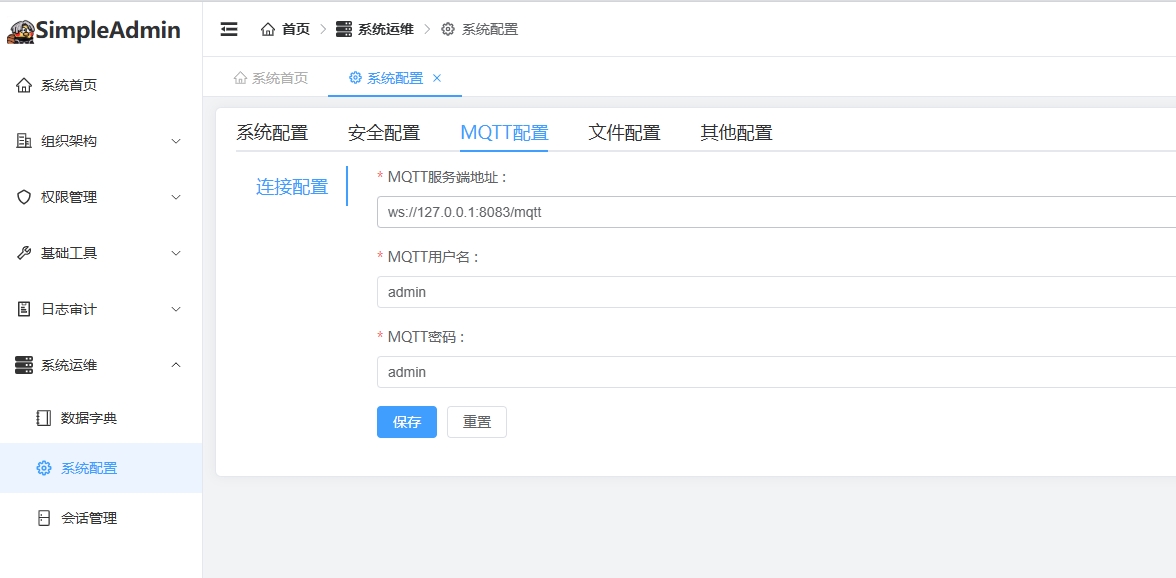 SimpleAdmin
首页
系统运维
系统配置
系统首页
系统配置
系统首页
组织架构
权限管理
基础工具
日志审计
系统运维
数据字典
系统配置
会话管理
系统配置
安全配置
MQTT配置
文件配置
其他配置
连接配置
* MQTT服务端地址 :
ws://127.0.0.1:8083/mqtt
* MQTT用户名 :
admin
* MQTT密码 :
admin
保存
重置